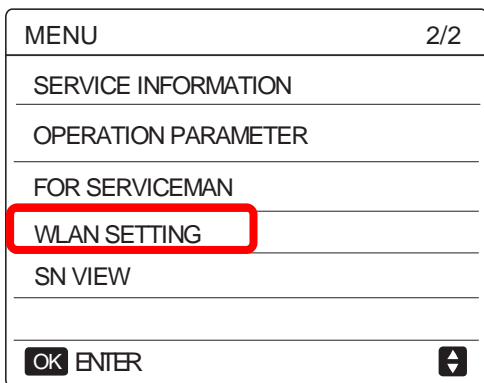 MENU 2/2
SERVICE INFORMATION
OPERATION PARAMETER
FOR SERVICEMAN
WLAN SETTING
SN VIEW
OK ENTER